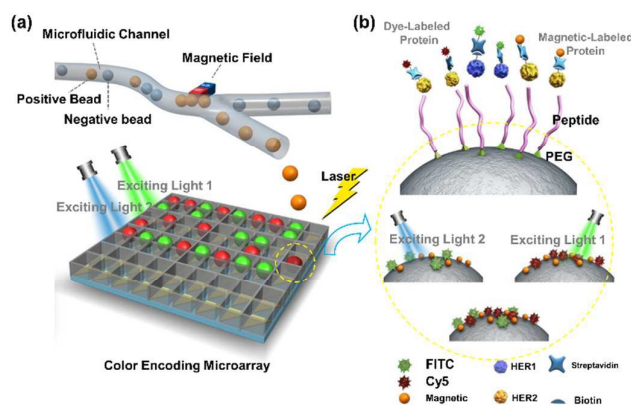 (a)
Microfluidic Channel
Magnetic Field
Positive Bead
Negative bead
Exciting Light 1
Exciting Light 2
Laser
Color Encoding Microarray
(b)
Dye-Labeled
Protein
Magnetic-Labeled
Protein
Peptide
PEG
Exciting Light 2
Exciting Light 1
FITC
Cy5
Magnetic
HER1
HER2
Streptavidin
Biotin